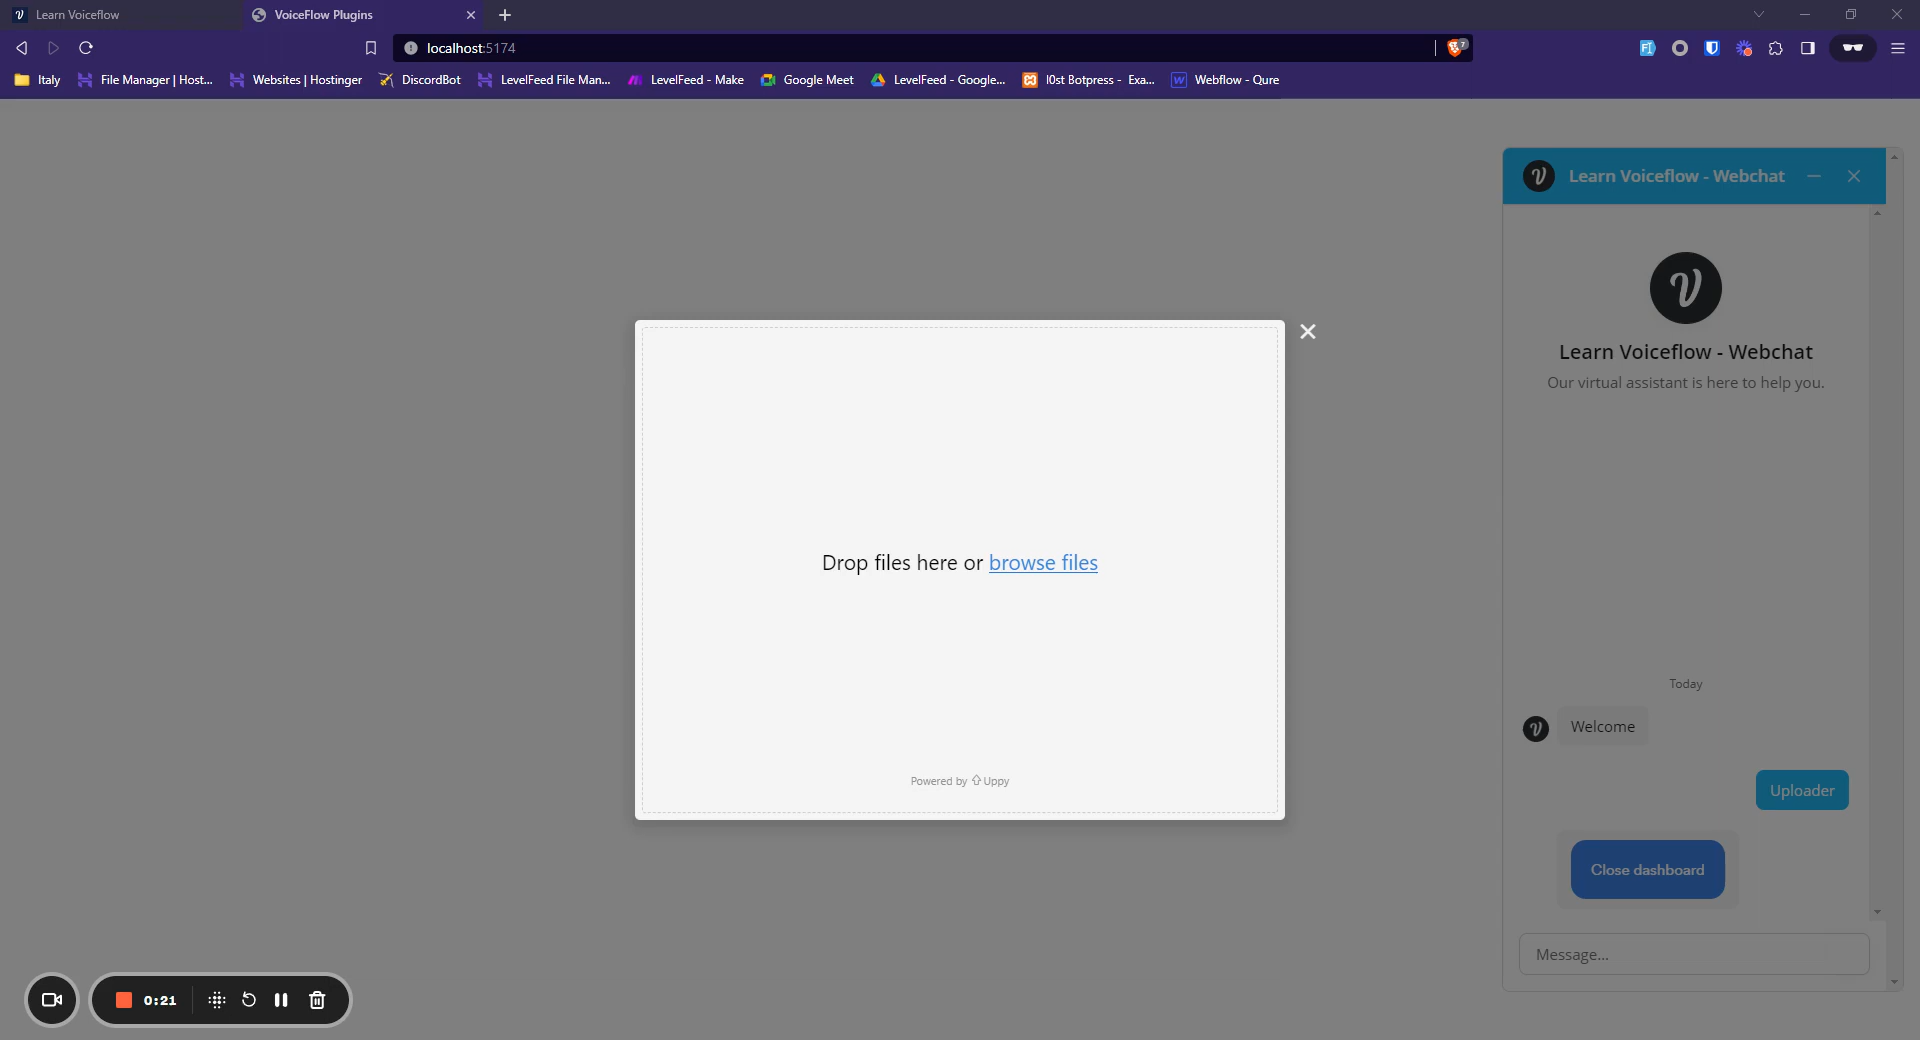 Learn Voiceflow
VoiceFlow Plugins
localhost:5174
7
Italy
File Manager | Host...
Websites | Hostinger
DiscordBot
LevelFeed File Man...
LevelFeed - Make
Google Meet
LevelFeed - Google...
l0st Botpress - Exa...
Webflow - Qure
Learn Voiceflow - Webchat
Learn Voiceflow - Webchat
Our virtual assistant is here to help you.
Drop files here or browse files
Powered by Uppy
Today
Welcome
Uploader
Close dashboard
Message...
0:21